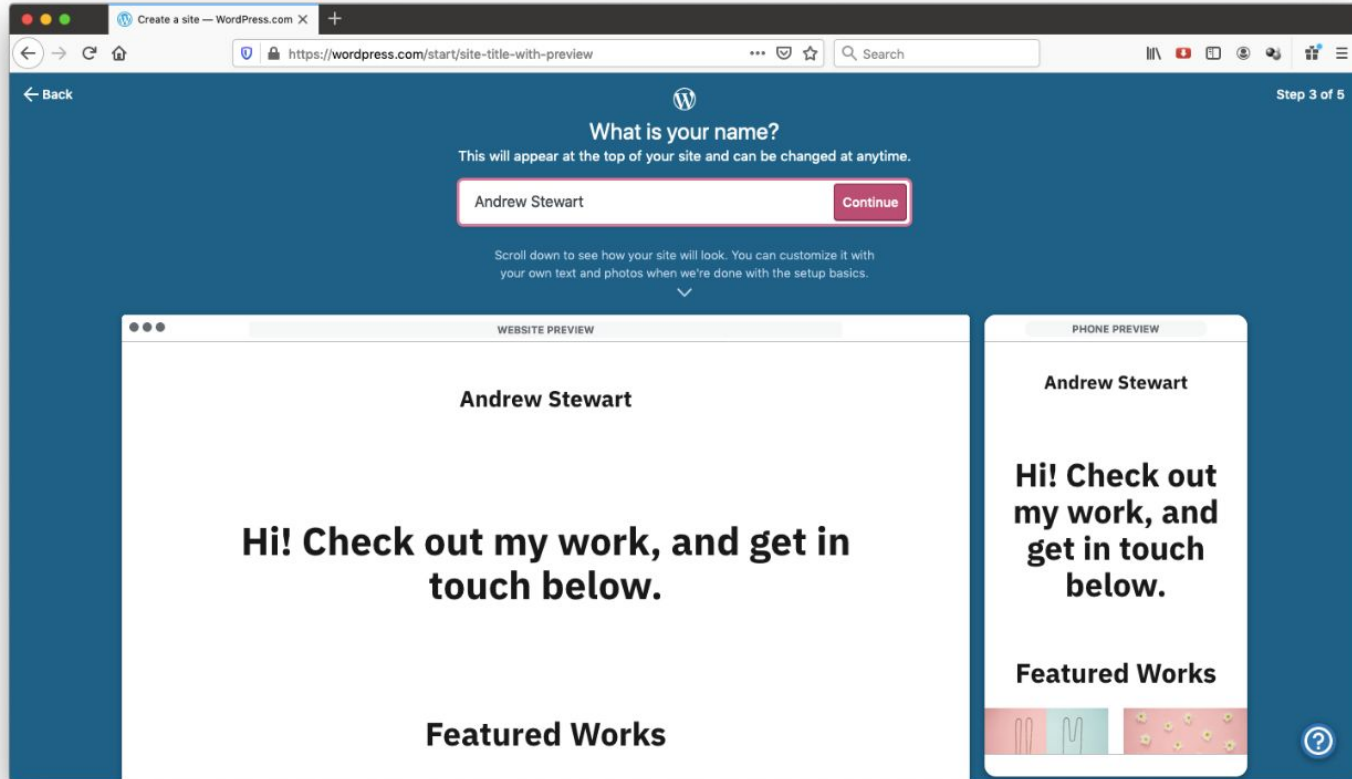 Create a site — WordPress.com
https://wordpress.com/start/site-title-with-preview
Search
Back
Step 3 of 5
What is your name?
This will appear at the top of your site and can be changed at anytime.
Andrew Stewart
Continue
Scroll down to see how your site will look. You can customize it with
your own text and photos when we're done with the setup basics.
WEBSITE PREVIEW
Andrew Stewart
Hi! Check out my work, and get in
touch below.
Featured Works
PHONE PREVIEW
Andrew Stewart
Hi! Check out
my work, and
get in touch
below.
Featured Works